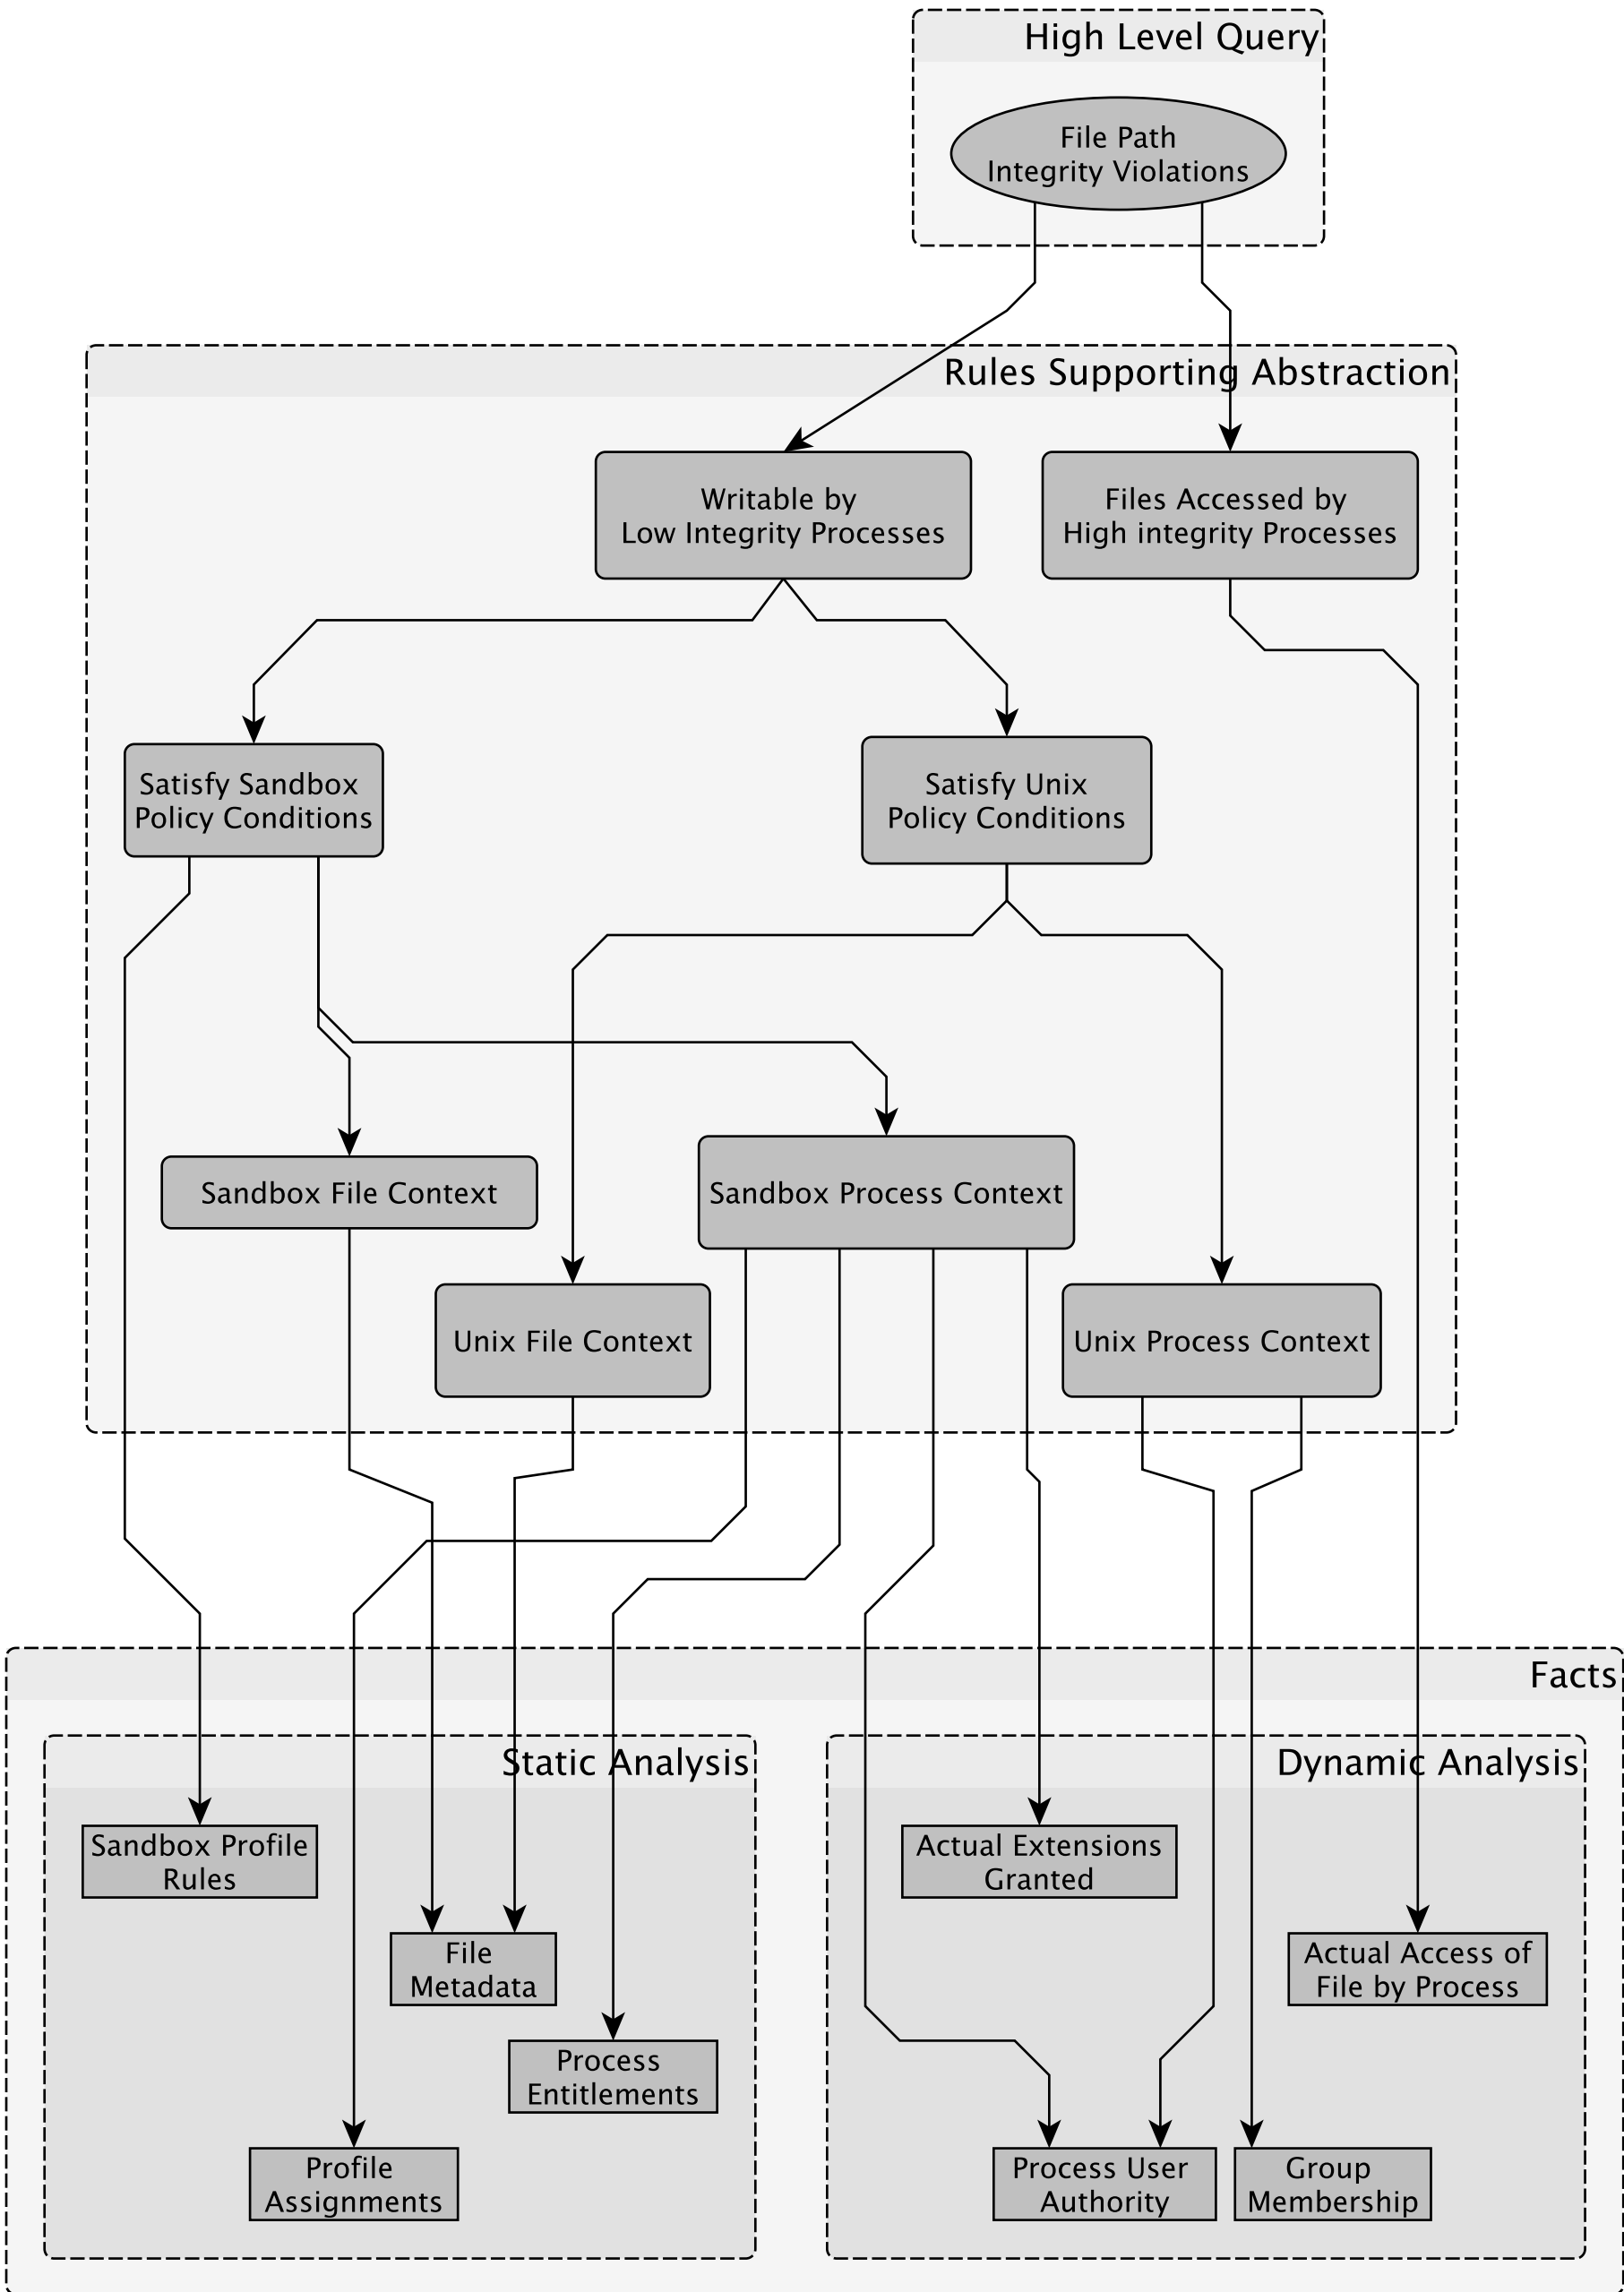 High Level Query
File Path
Integrity Violations
Rules Supporting Abstraction
Writable by
Low Integrity Processes
Files Accessed by
High integrity Processes
Satisfy Sandbox
Policy Conditions
Satisfy Unix
Policy Conditions
Sandbox File Context
Sandbox Process Context
Unix File Context
Unix Process Context
Facts
Static Analysis
Dynamic Analysis
Sandbox Profile
Rules
Actual Extensions
Granted
File
Metadata
Actual Access of
File by Process
Process
Entitlements
Profile
Assignments
Process User
Authority
Group
Membership